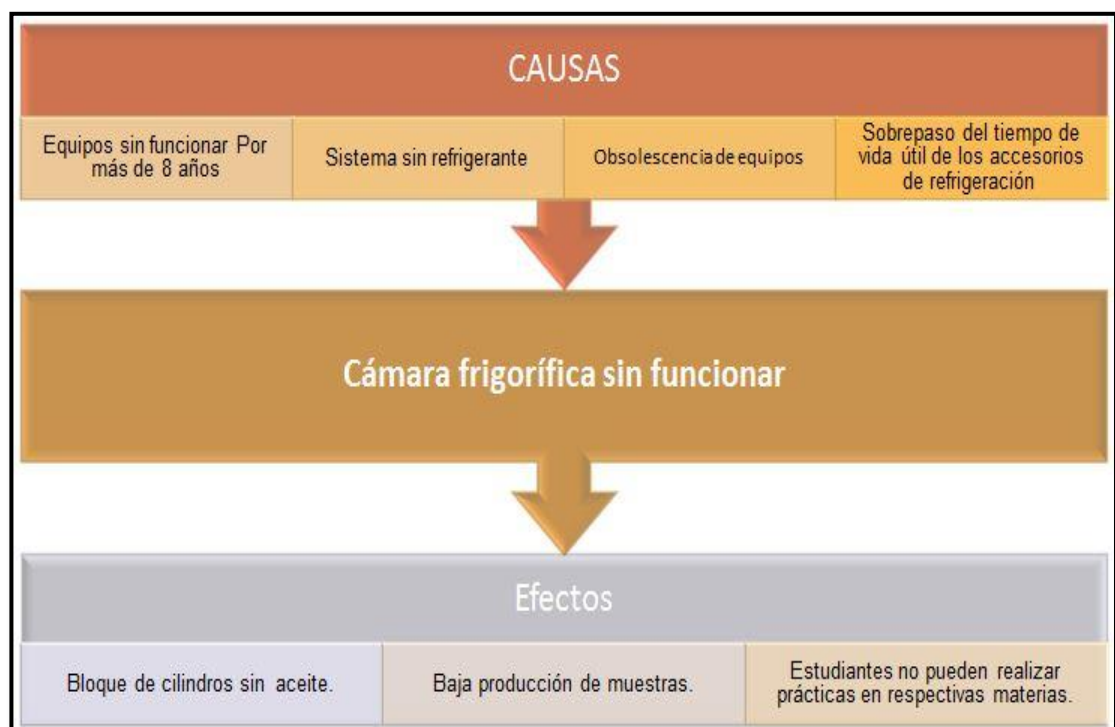 CAUSAS
Equipos sin funcionar Por
más de 8 años
Sistema sin refrigerante
Obsolescencia de equipos
Sobrepaso del tiempo de
vida útil de los accesorios
de refrigeración
Cámara frigorífica sin funcionar
Efectos
Bloque de cilindros sin aceite.
Baja producción de muestras.
Estudiantes no pueden realizar
prácticas en respectivas materias.